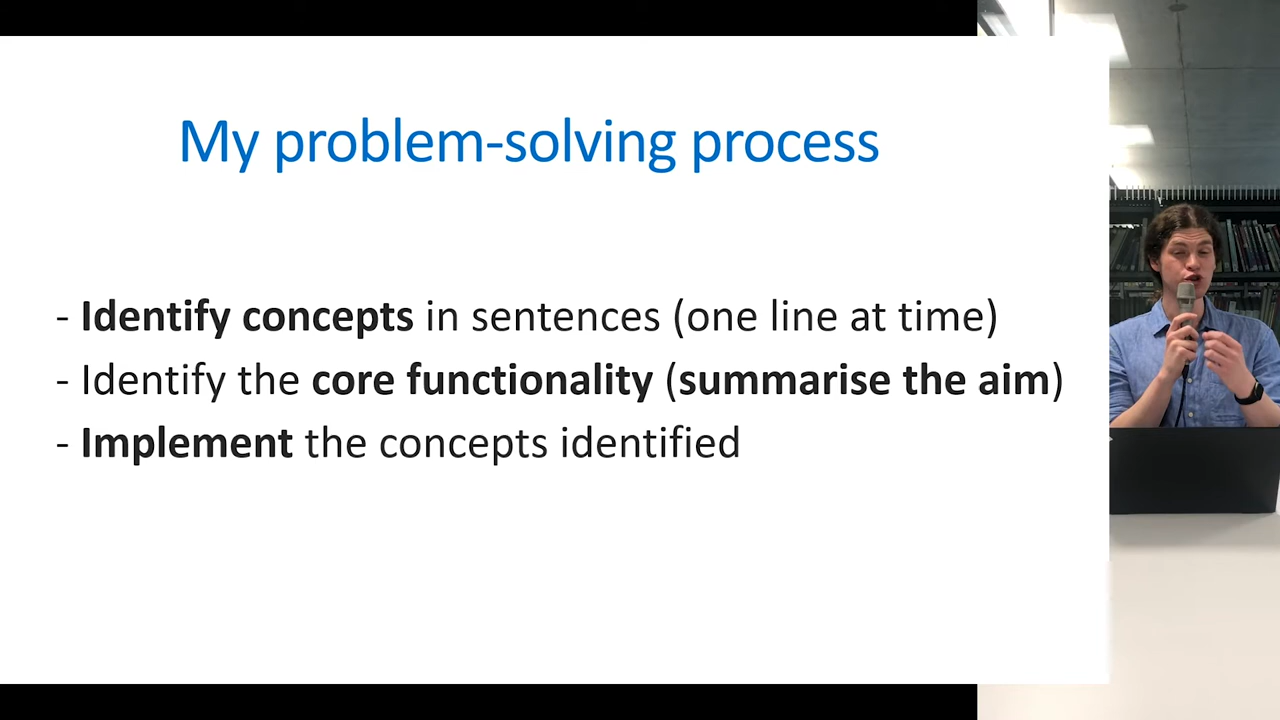 My problem-solving process
- Identify concepts in sentences (one line at time)
- Identify the core functionality (summarise the aim)
- Implement the concepts identified